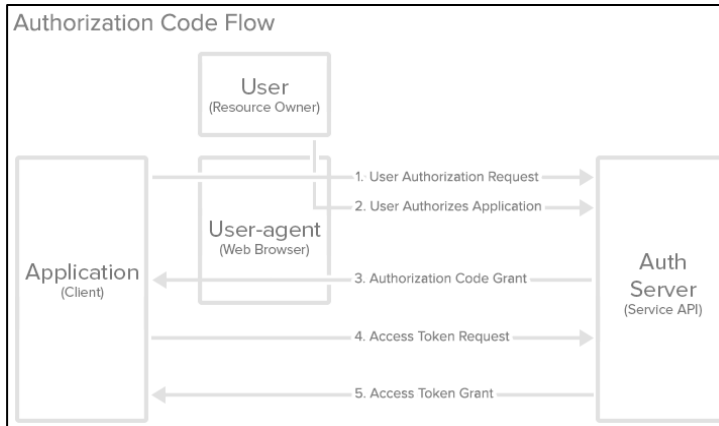 Authorization Code Flow
User
(Resource Owner)
1. User Authorization Request
2. User Authorizes Application
User-agent
(Web Browser)
Application
(Client)
3. Authorization Code Grant
Auth
Server
(Service API)
4. Access Token Request
5. Access Token Grant